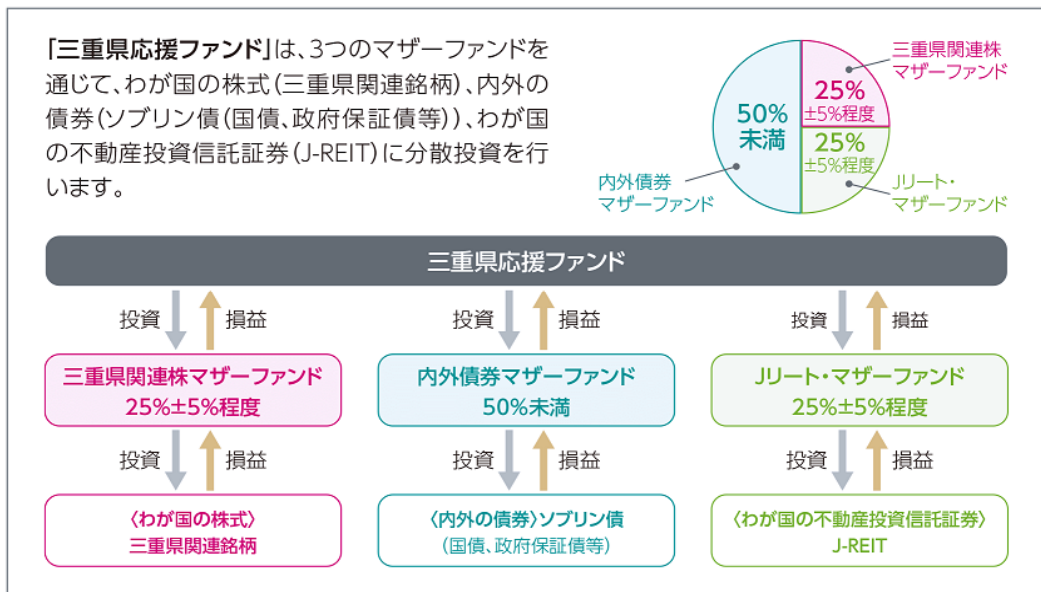 「三重県応援ファンド」は、3つのマザーファンドを
通じて、わが国の株式(三重県関連銘柄)、内外の
債券(ソブリン債(国債、政府保証債等))、わが国
の不動産投資信託証券(J-REIT)に分散投資を行
います。
三重県関連株
マザーファンド
25%
±5%程度
50%
未満
25%
±5%程度
内外債券
マザーファンド
Jリート・
マザーファンド
三重県応援ファンド
投資 損益 投資 損益 投資 損益
三重県関連株マザーファンド
25%±5%程度
内外債券マザーファンド
50%未満
Jリート・マザーファンド
25%±5%程度
投資 損益 投資 損益 投資 損益
〈わが国の株式〉
三重県関連銘柄
〈内外の債券〉ソブリン債
(国債、政府保証債等)
〈わが国の不動産投資信託証券〉
J-REIT